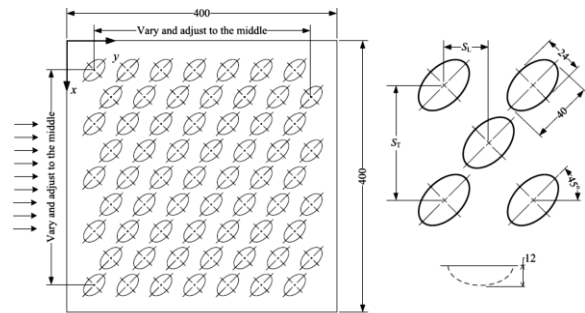 400
Vary and adjust to the middle
y
x
Vary and adjust to the middle
400
S_L
24
40
S_T
45°
12